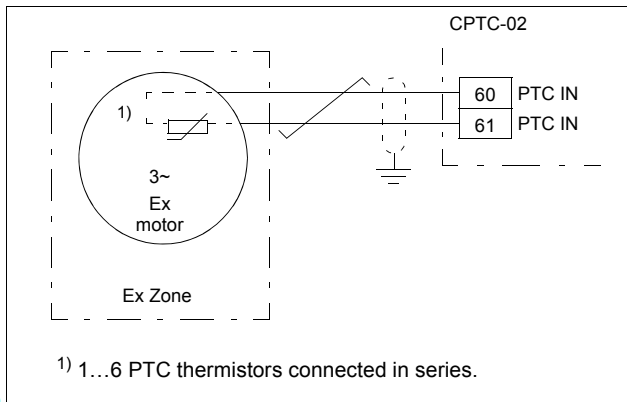 CPTC-02
60 PTC IN
61 PTC IN
1)
3~
Ex
motor
Ex Zone
1) 1…6 PTC thermistors connected in series.